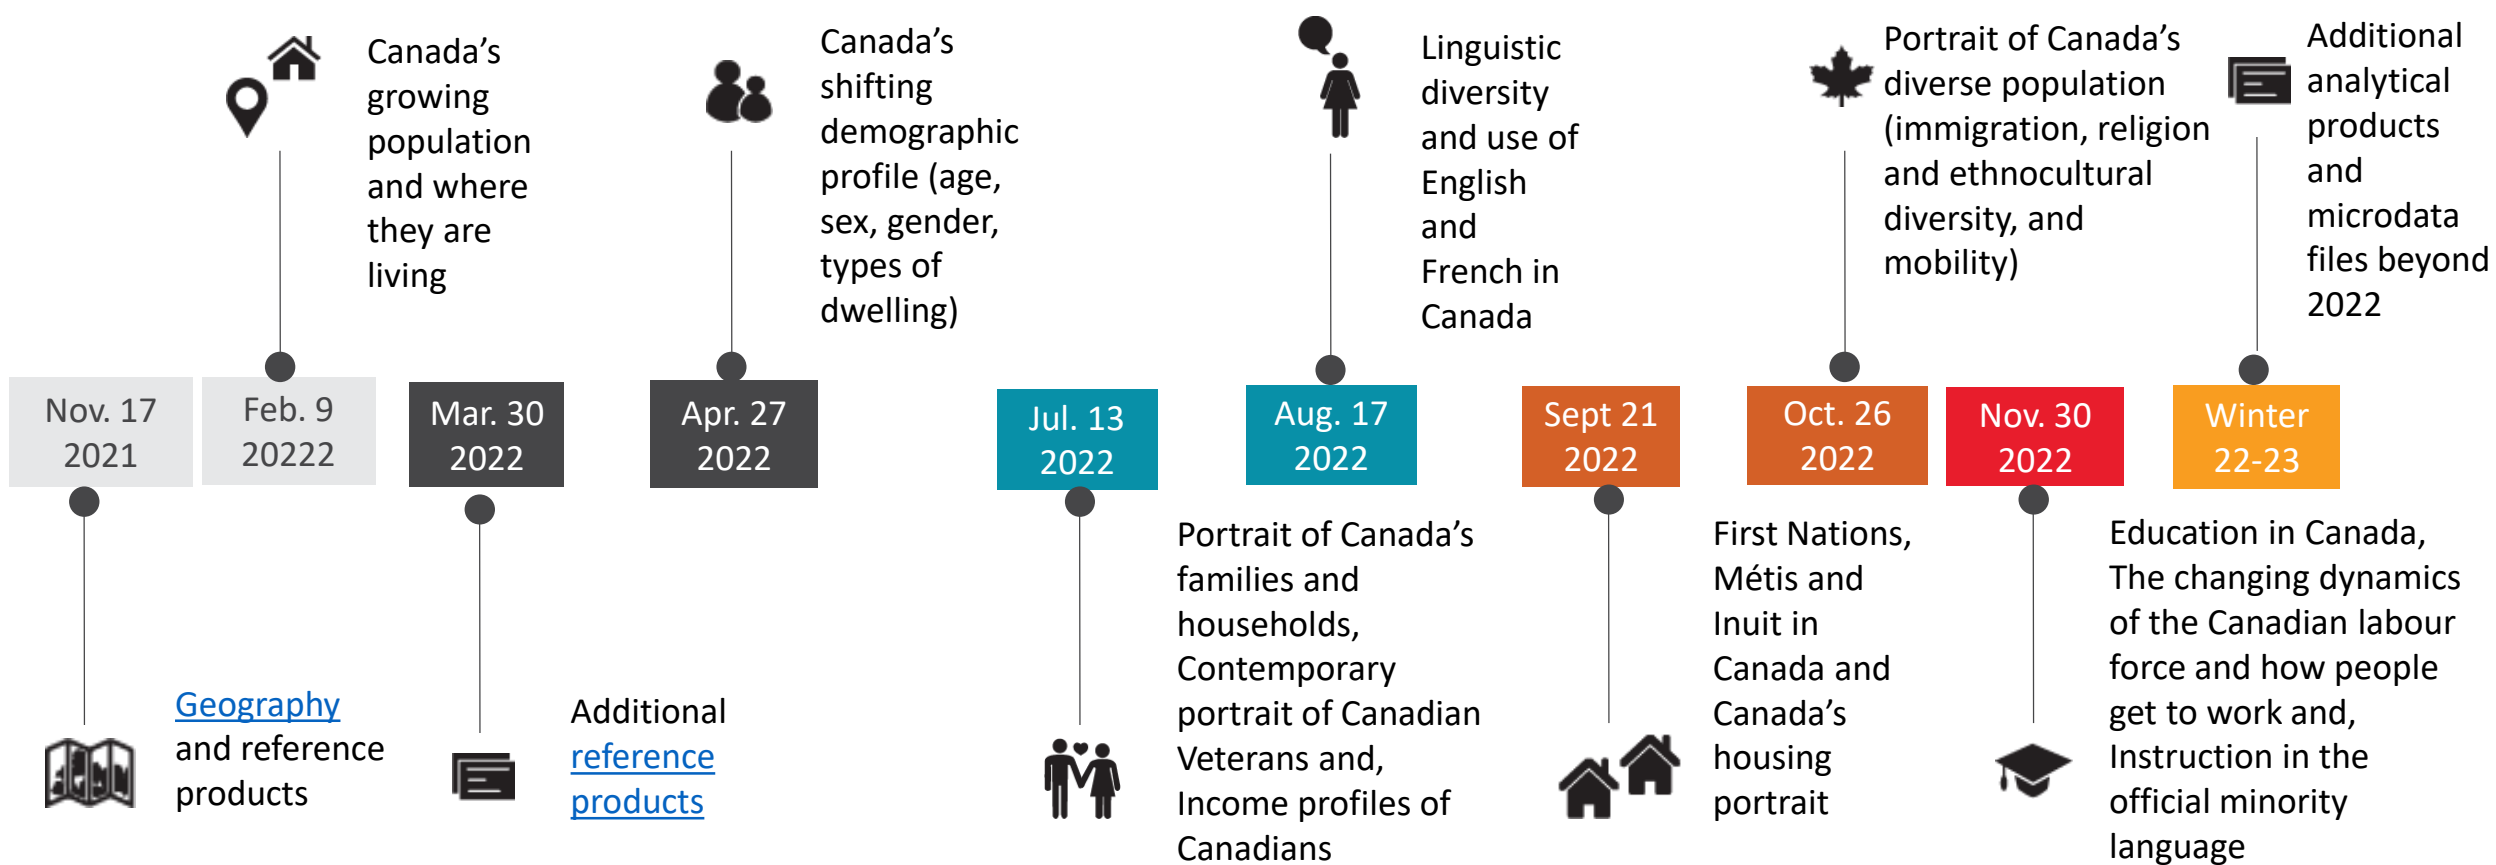 Canada’s
growing
population
and where
they are
living
Canada’s
shifting
demographic
profile (age,
sex, gender,
types of
dwelling)
Linguistic
diversity
and use of
English
and
French in
Canada
Portrait of Canada’s
diverse population
(immigration, religion
and ethnocultural
diversity, and
mobility)
Additional
analytical
products
and
microdata
files beyond
2022
Nov. 17
2021
Feb. 9
20222
Mar. 30
2022
Apr. 27
2022
Jul. 13
2022
Aug. 17
2022
Sept 21
2022
Oct. 26
2022
Nov. 30
2022
Winter
22-23
Geography
and reference
products
Additional
reference
products
Portrait of Canada’s
families and
households,
Contemporary
portrait of Canadian
Veterans and,
Income profiles of
Canadians
First Nations,
Métis and
Inuit in
Canada and
Canada’s
housing
portrait
Education in Canada,
The changing dynamics
of the Canadian labour
force and how people
get to work and,
Instruction in the
official minority
language